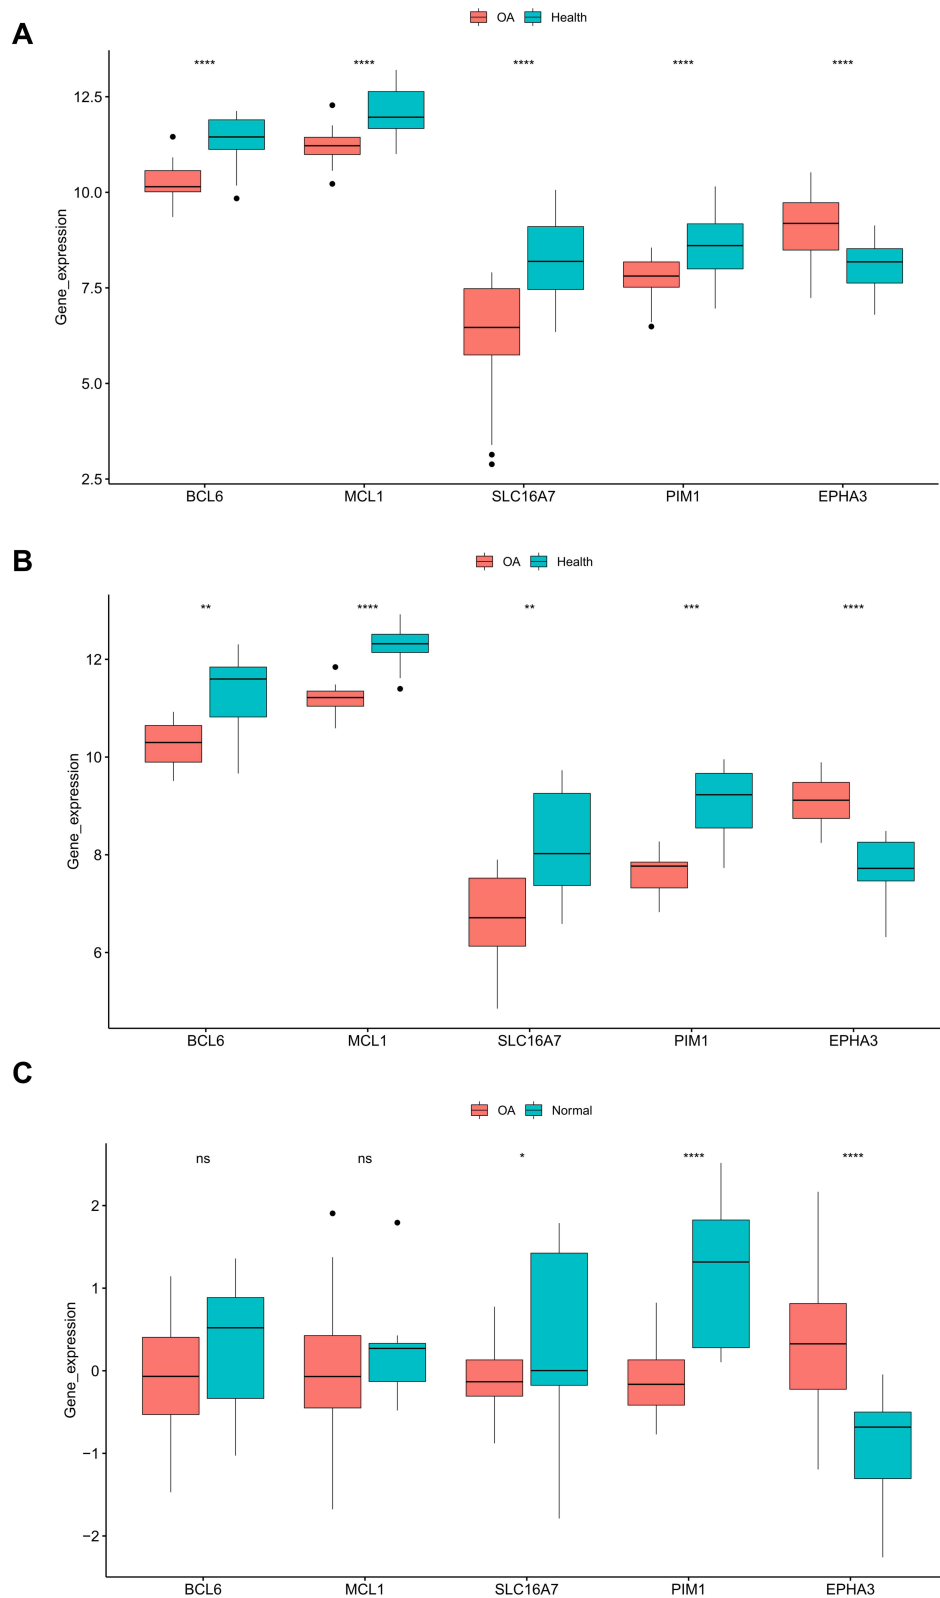 A
OA Health
**** **** **** **** ****
12.5
10.0
7.5
5.0
2.5
Gene_expression
BCL6 MCL1 SLC16A7 PIM1 EPHA3
B
OA Health
** **** ** *** ****
12
10
8
6
Gene_expression
BCL6 MCL1 SLC16A7 PIM1 EPHA3
C
OA Normal
ns ns * **** ****
2
1
0
−1
−2
Gene_expression
BCL6 MCL1 SLC16A7 PIM1 EPHA3